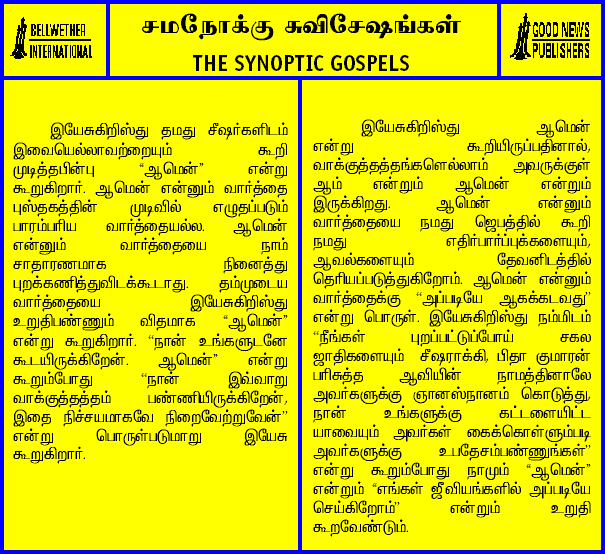 BELLWETHER
INTERNATIONAL
சமநோக்கு சுவிசேஷங்கள்
THE SYNOPTIC GOSPELS
GOOD NEWS
PUBLISHERS
இயேசுகிறிஸ்து தமது சீஷர்களிடம்
இவையெல்லாவற்றையும் கூறி
முடித்தபின்பு “ஆமென்” என்று
கூறுகிறார். ஆமென் என்னும் வார்த்தை
புஸ்தகத்தின் முடிவில் எழுதப்படும்
பாரம்பரிய வார்த்தையல்ல. ஆமென்
என்னும் வார்த்தையை நாம்
சாதாரணமாக நினைத்து
புறக்கணித்துவிடக்கூடாது. தம்முடைய
வார்த்தையை இயேசுகிறிஸ்து
உறுதிபண்ணும் விதமாக “ஆமென்”
என்று கூறுகிறார். “நான் உங்களுடனே
கூடயிருக்கிறேன். ஆமென்” என்று
கூறும்போது “நான் இவ்வாறு
வாக்குத்தத்தம் பண்ணியிருக்கிறேன்,
இதை நிச்சயமாகவே நிறைவேற்றுவேன்”
என்று பொருள்படுமாறு இயேசு
கூறுகிறார்.
இயேசுகிறிஸ்து ஆமென்
என்று கூறியிருப்பதினால்,
வாக்குத்தத்தங்களெல்லாம் அவருக்குள்
ஆம் என்றும் ஆமென் என்றும்
இருக்கிறது. ஆமென் என்னும்
வார்த்தையை நமது ஜெபத்தில் கூறி
நமது எதிர்பார்ப்புக்களையும்,
ஆவல்களையும் தேவனிடத்தில்
தெரியப்படுத்துகிறோம். ஆமென் என்னும்
வார்த்தைக்கு “அப்படியே ஆகக்கடவது”
என்று பொருள். இயேசுகிறிஸ்து நம்மிடம்
“நீங்கள் புறப்பட்டுப்போய் சகல
ஜாதிகளையும் சீஷராக்கி, பிதா குமாரன்
பரிசுத்த ஆவியின் நாமத்தினாலே
அவர்களுக்கு ஞானஸ்நானம் கொடுத்து,
நான் உங்களுக்கு கட்டளையிட்ட
யாவையும் அவர்கள் கைக்கொள்ளும்படி
அவர்களுக்கு உபதேசம்பண்ணுங்கள்”
என்று கூறும்போது நாமும் “ஆமென்”
என்றும் “எங்கள் ஜீவியங்களில் அப்படியே
செய்கிறோம்” என்றும் உறுதி
கூறவேண்டும்.